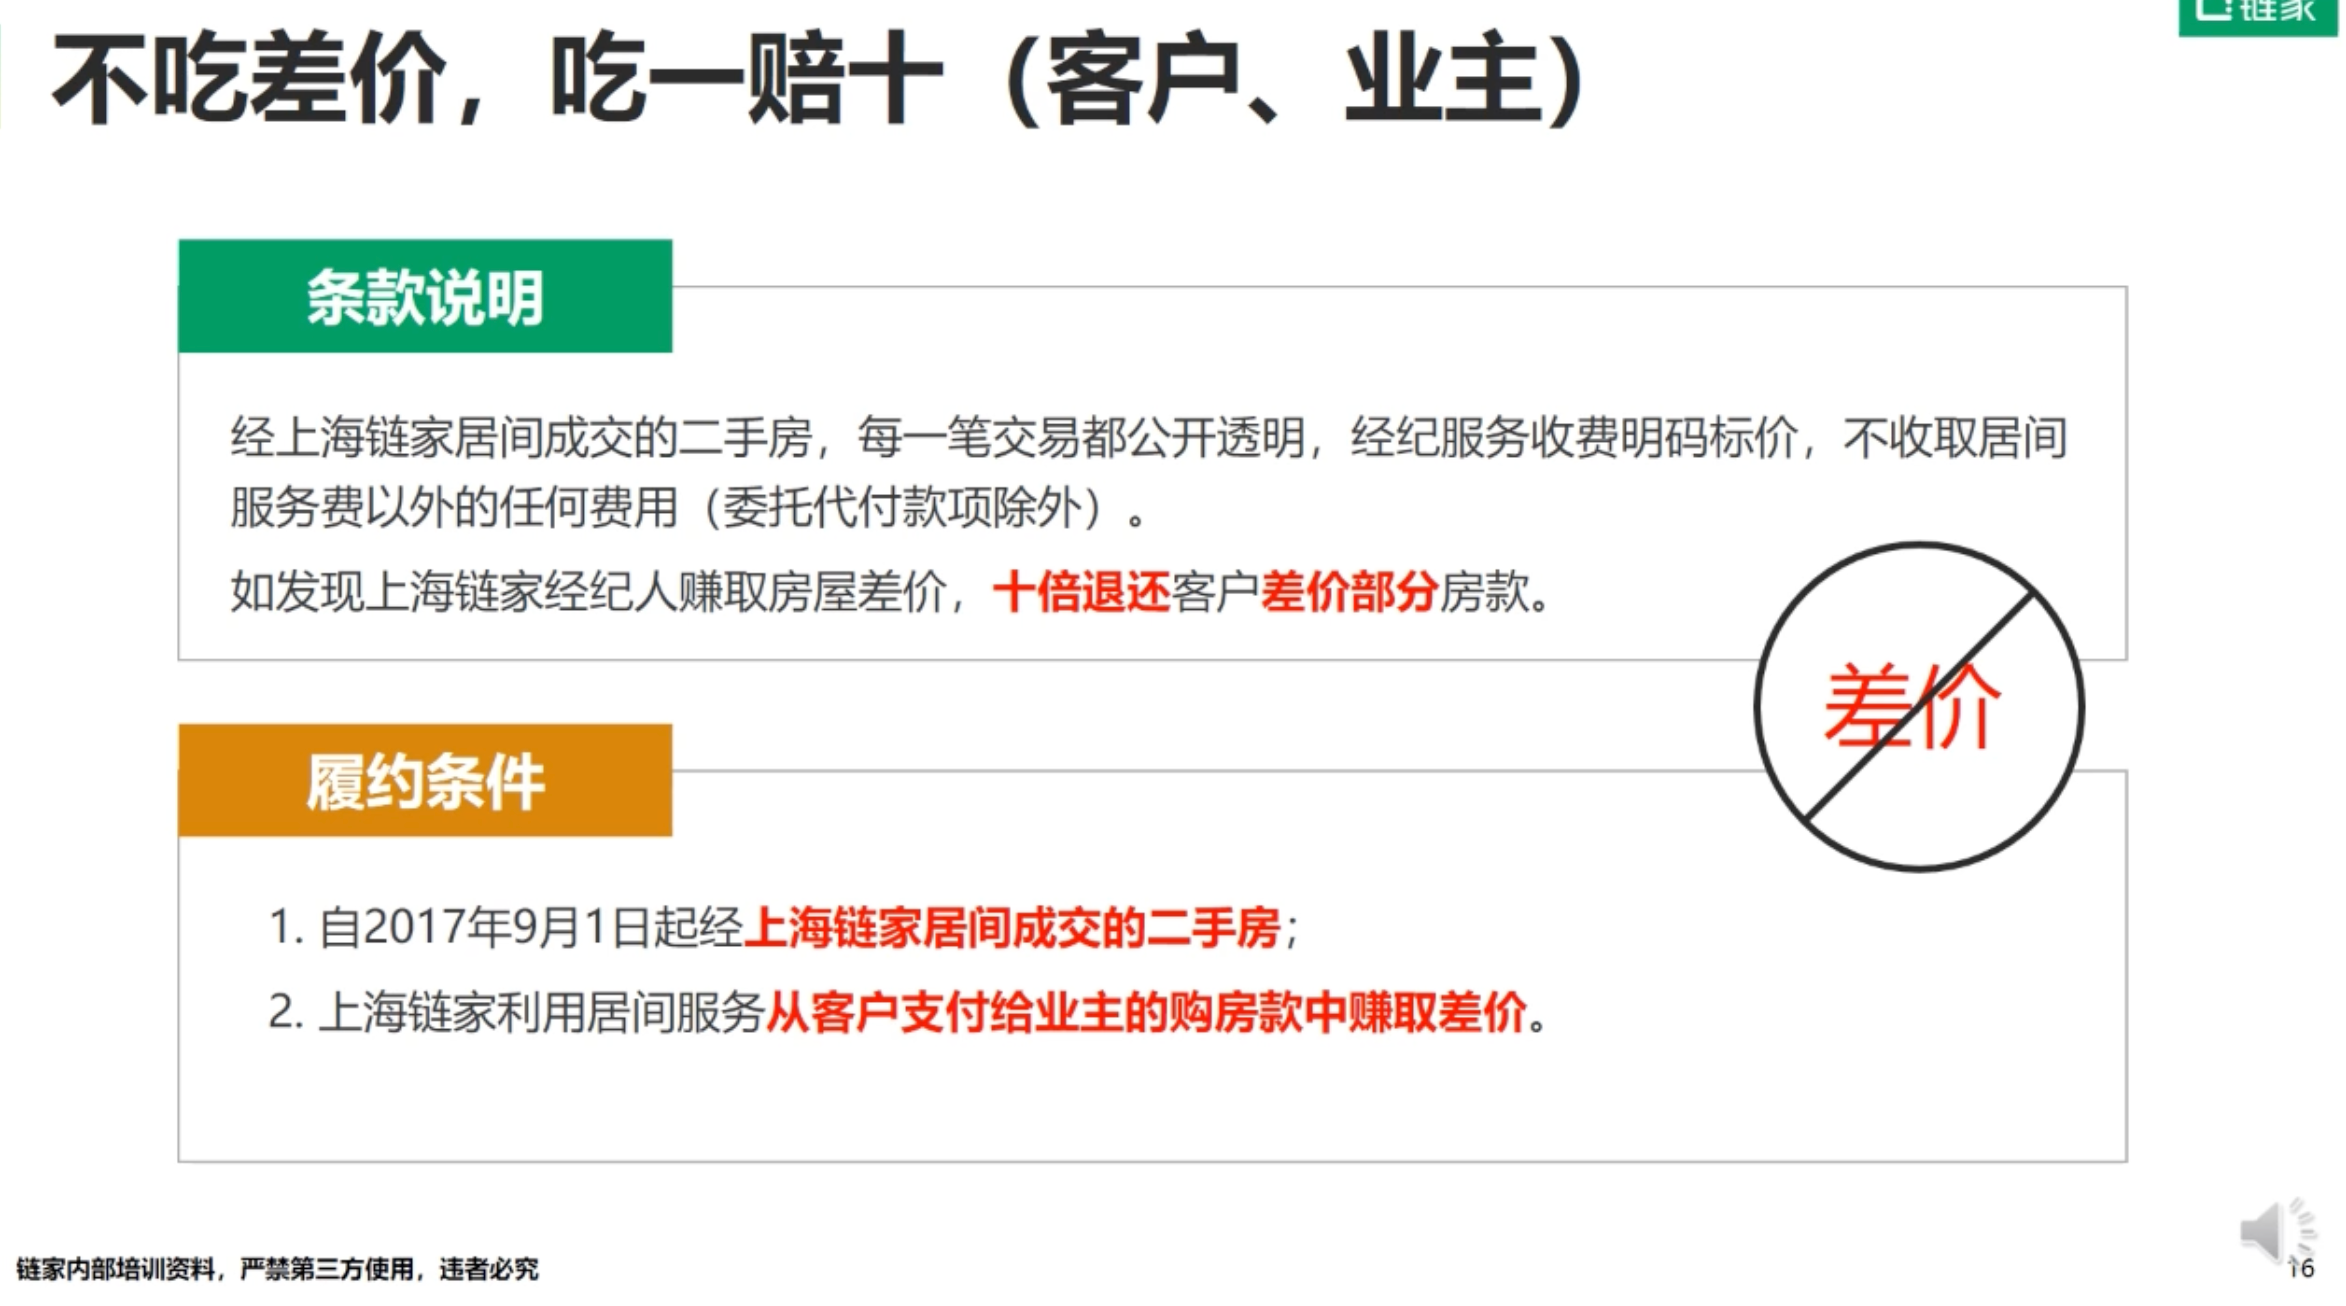 链家
不吃差价，吃一赔十（客户、业主）
条款说明
经上海链家居间成交的二手房，每一笔交易都公开透明，经纪服务收费明码标价，不收取居间
服务费以外的任何费用（委托代付款项除外）。
如发现上海链家经纪人赚取房屋差价，十倍退还客户差价部分房款。
差价
履约条件
1. 自2017年9月1日起经上海链家居间成交的二手房；
2. 上海链家利用居间服务从客户支付给业主的购房款中赚取差价。
链家内部培训资料，严禁第三方使用，违者必究
16